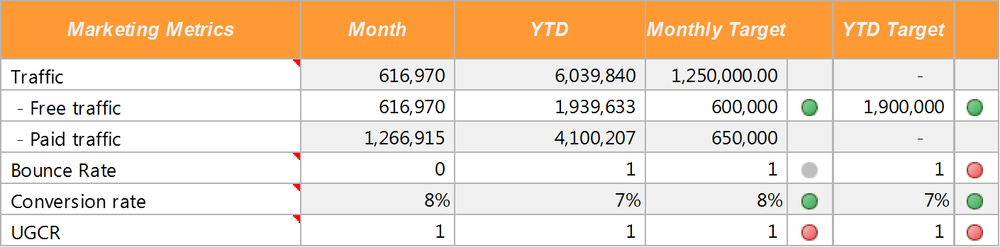 Marketing Metrics Month YTD Monthly Target YTD Target
Traffic 616,970 6,039,840 1,250,000.00 -
- Free traffic 616,970 1,939,633 600,000 1,900,000
- Paid traffic 1,266,915 4,100,207 650,000 -
Bounce Rate 0 1 1 1
Conversion rate 8% 7% 8% 7%
UGCR 1 1 1 1